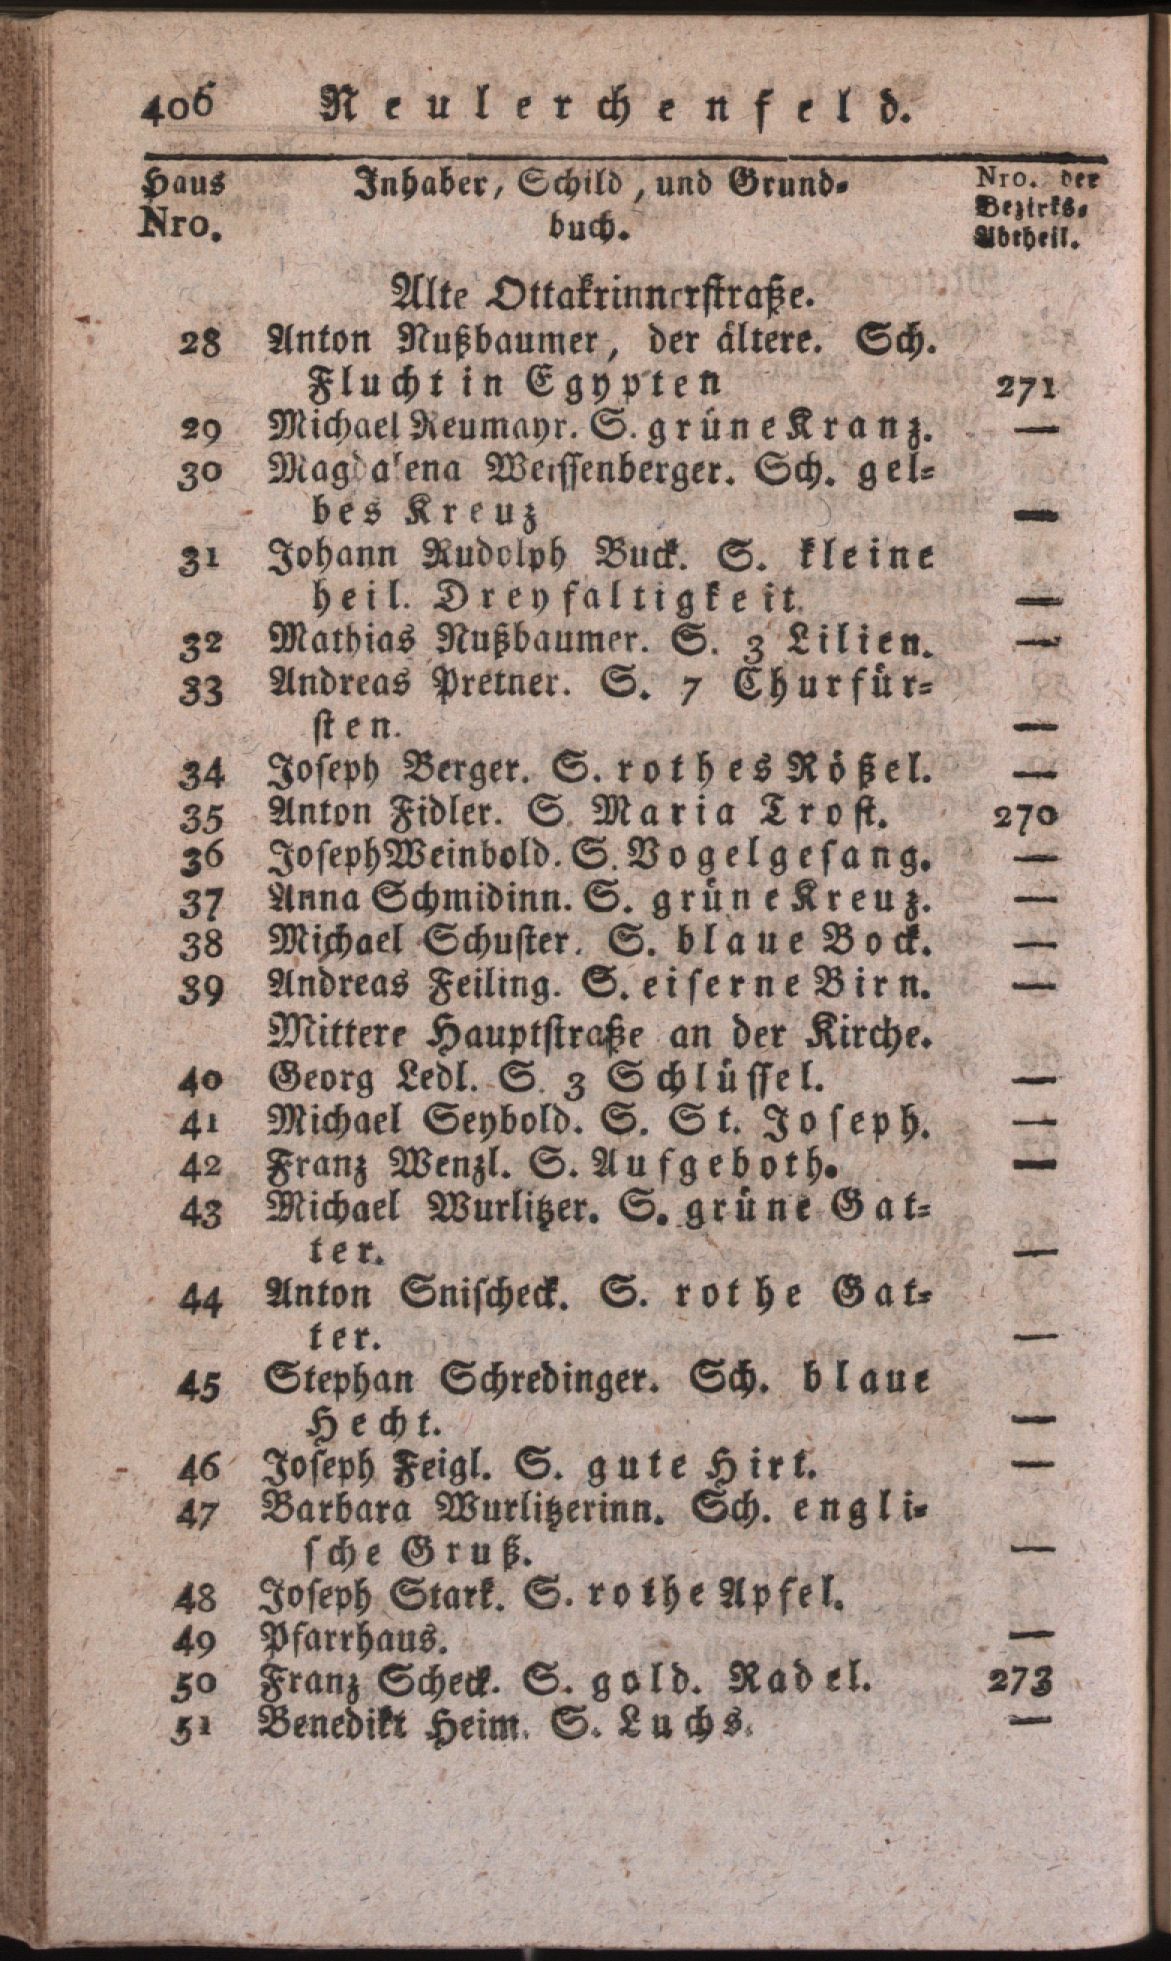 406 Neulerchenfeld.
Haus Inhaber, Schild, und Grund- Nro. der
Nro. buch. Bezirks-
Abtheil.
Alte Ottakrinnerstraße.
28 Anton Nußbaumer, der ältere. Sch.
Flucht in Egypten 271
29 Michael Reumayr. S. grüne Kranz. —
30 Magdalena Weissenberger. Sch. gel-
bes Kreuz —
31 Johann Rudolph Buck. S. kleine
heil. Dreyfaltigkeit. —
32 Mathias Nußbaumer. S. 3 Lilien. —
33 Andreas Pretner. S. 7 Churfür-
sten. —
34 Joseph Berger. S. rothes Rößel. —
35 Anton Fidler. S. Maria Trost. 270
36 Joseph Weinbold. S. Vogelgesang. —
37 Anna Schmidinn. S. grüne Kreuz. —
38 Michael Schuster. S. blaue Bock. —
39 Andreas Feiling. S. eiserne Birn. —
Mittere Hauptstraße an der Kirche.
40 Georg Ledl. S. 3 Schlüssel. —
41 Michael Seybold. S. St. Joseph. —
42 Franz Wenzl. S. Aufgeboth. —
43 Michael Wurlitzer. S. grüne Gat-
ter. —
44 Anton Snischeck. S. rothe Gat-
ter. —
45 Stephan Schredinger. Sch. blaue
Hecht. —
46 Joseph Feigl. S. gute Hirt. —
47 Barbara Wurlitzerinn. Sch. engli-
sche Gruß. —
48 Joseph Stark. S. rothe Apfel.
49 Pfarrhaus. —
50 Franz Scheck. S. gold. Radel. 273
51 Benedikt Heim. S. Luchs. —